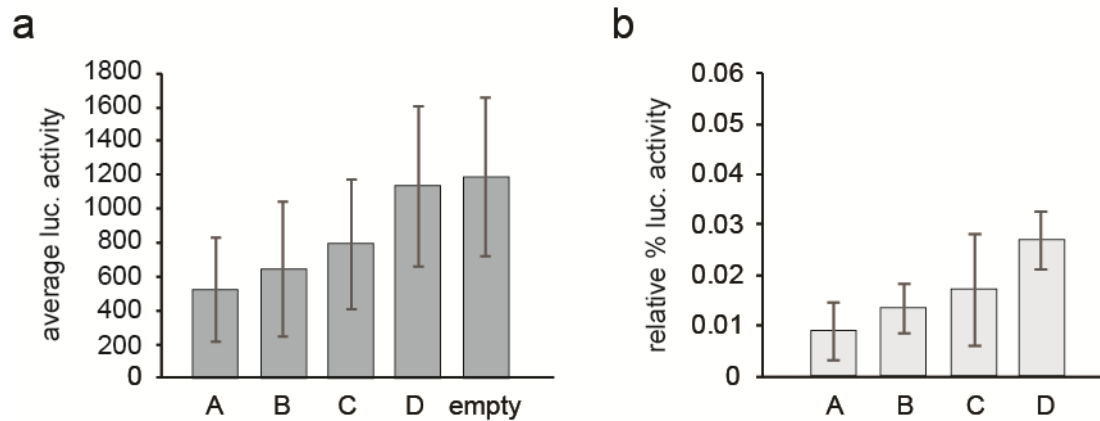 a
average luc. activity
1800
1600
1400
1200
1000
800
600
400
200
0
A B C D empty
b
relative % luc. activity
0.06
0.05
0.04
0.03
0.02
0.01
0
A B C D